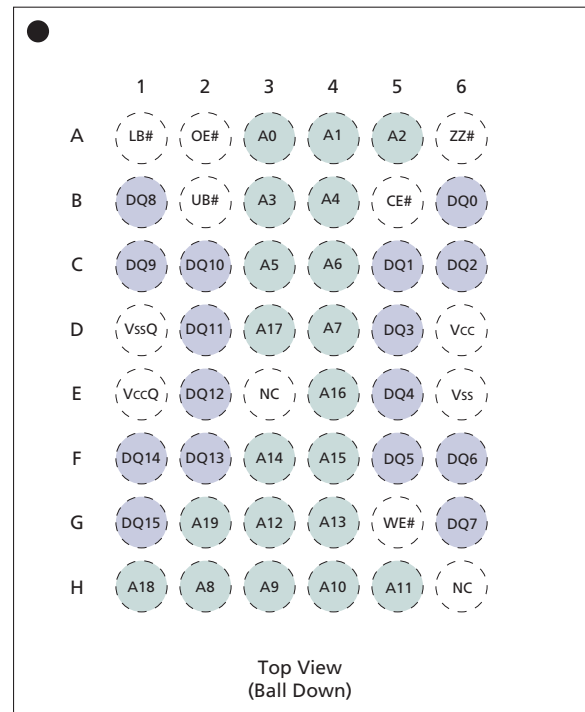 1 2 3 4 5 6
A LB# OE# A0 A1 A2 ZZ#
B DQ8 UB# A3 A4 CE# DQ0
C DQ9 DQ10 A5 A6 DQ1 DQ2
D VssQ DQ11 A17 A7 DQ3 Vcc
E VccQ DQ12 NC A16 DQ4 Vss
F DQ14 DQ13 A14 A15 DQ5 DQ6
G DQ15 A19 A12 A13 WE# DQ7
H A18 A8 A9 A10 A11 NC
Top View
(Ball Down)